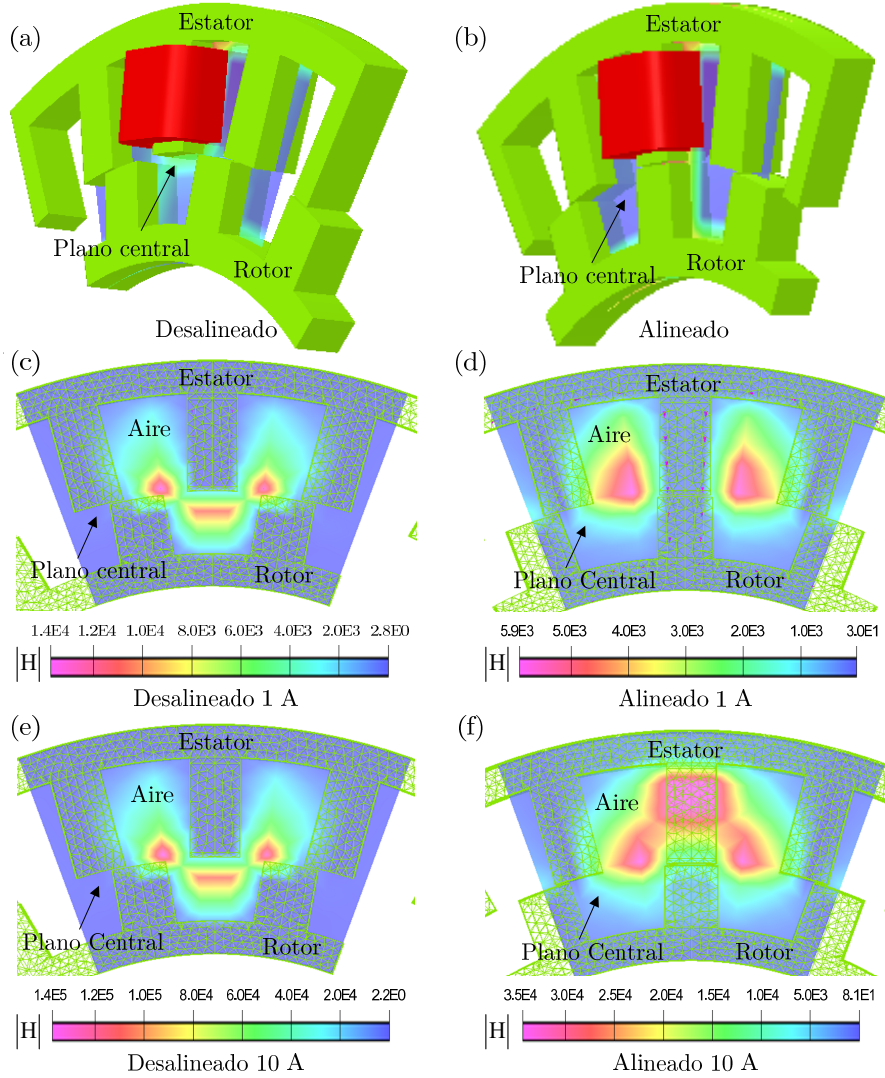 (a)
Estator
Plano central
Rotor
Desalineado
(b)
Estator
Plano central
Rotor
Alineado
(c)
Estator
Aire
Plano central
Rotor
1.4E4 1.2E4 1.0E4 8.0E3 6.0E3 4.0E3 2.0E3 2.8E0
|H|
Desalineado 1 A
(d)
Estator
Aire
Plano Central
Rotor
5.9E3 5.0E3 4.0E3 3.0E3 2.0E3 1.0E3 3.0E1
|H|
Alineado 1 A
(e)
Estator
Aire
Plano Central
Rotor
1.4E5 1.2E5 1.0E5 8.0E4 6.0E4 4.0E4 2.0E4 2.2E0
|H|
Desalineado 10 A
(f)
Estator
Aire
Plano Central
Rotor
3.5E4 3.0E4 2.5E4 2.0E4 1.5E4 1.0E4 5.0E3 8.1E1
|H|
Alineado 10 A